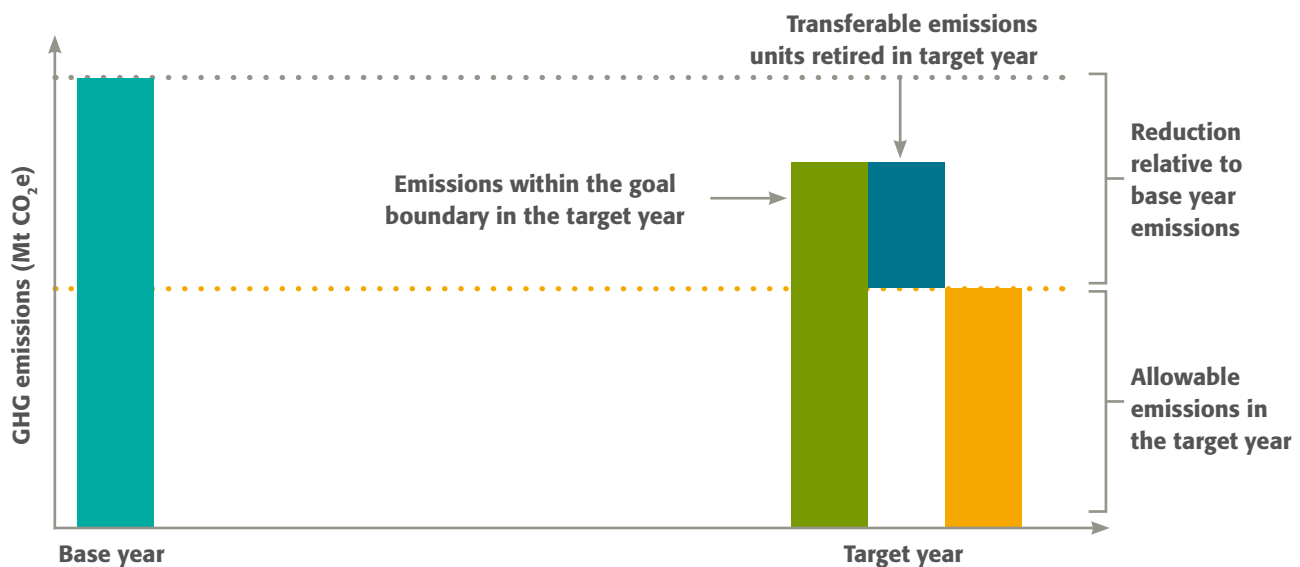 Transferable emissions
units retired in target year
GHG emissions (Mt CO₂e)
Emissions within the goal
boundary in the target year
Reduction
relative to
base year
emissions
Allowable
emissions in
the target year
Base year
Target year